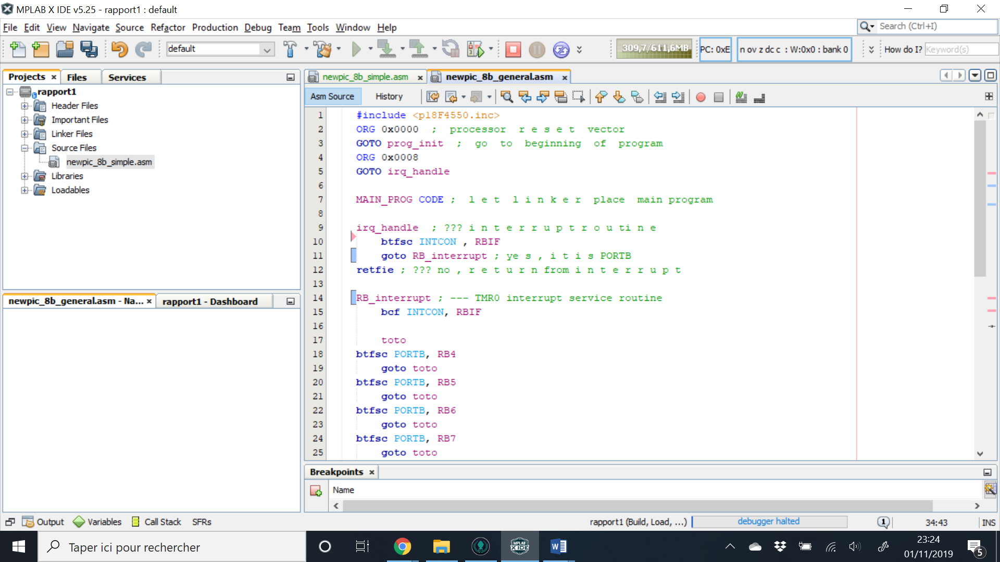 MPLAB X IDE v5.25 - rapport1 : default
File Edit View Navigate Source Refactor Production Debug Team Tools Window Help
Search (Ctrl+I)
default
309,7/611,6MB
PC: 0xE
n ov z dc c : W:0x0 : bank 0
How do I? Keyword(s)
Projects Files Services
rapport1
Header Files
Important Files
Linker Files
Source Files
newpic_8b_simple.asm
Libraries
Loadables
newpic_8b_general.asm - Na... rapport1 - Dashboard
newpic_8b_simple.asm newpic_8b_general.asm
Asm Source History
1 #include <p18F4550.inc>
2 ORG 0x0000 ; processor r e s e t vector
3 GOTO prog_init ; go to beginning of program
4 ORG 0x0008
5 GOTO irq_handle
6
7 MAIN_PROG CODE ; l e t l i n k e r place main program
8
9 irq_handle ; ??? i n t e r r u p t r o u t i n e
10 btfsc INTCON , RBIF
11 goto RB_interrupt ; ye s , i t i s PORTB
12 retfie ; ??? no , r e t u r n from i n t e r r u p t
13
14 RB_interrupt ; --- TMR0 interrupt service routine
15 bcf INTCON, RBIF
16
17 toto
18 btfsc PORTB, RB4
19 goto toto
20 btfsc PORTB, RB5
21 goto toto
22 btfsc PORTB, RB6
23 goto toto
24 btfsc PORTB, RB7
25 goto toto
Breakpoints
Name
Output Variables Call Stack SFRs
rapport1 (Build, Load, ...) debugger halted 1 34:43 INS
Taper ici pour rechercher
MPLAB X IDE
23:24
01/11/2019
5